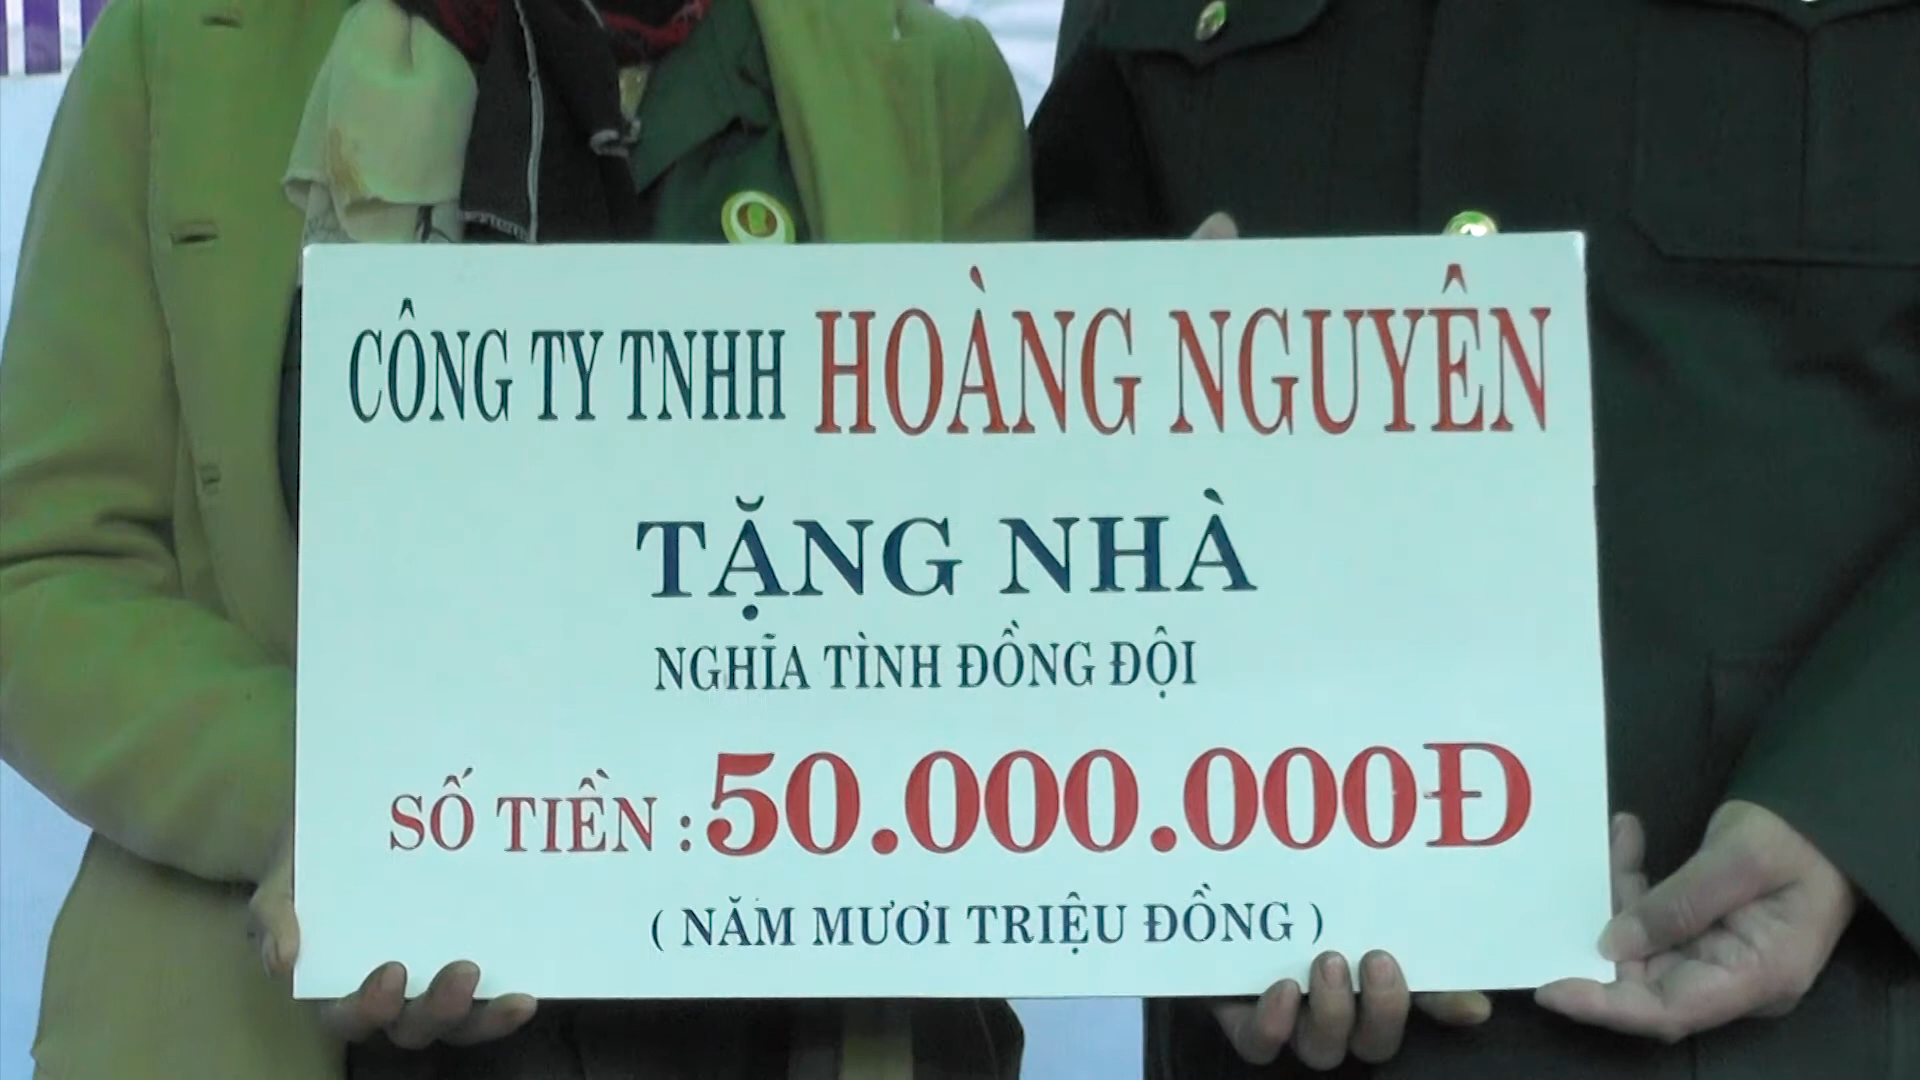 CÔNG TY TNHH HOÀNG NGUYÊN
TẶNG NHÀ
NGHĨA TÌNH ĐỒNG ĐỘI
SỐ TIỀN : 50.000.000Đ
( NĂM MƯƠI TRIỆU ĐỒNG )